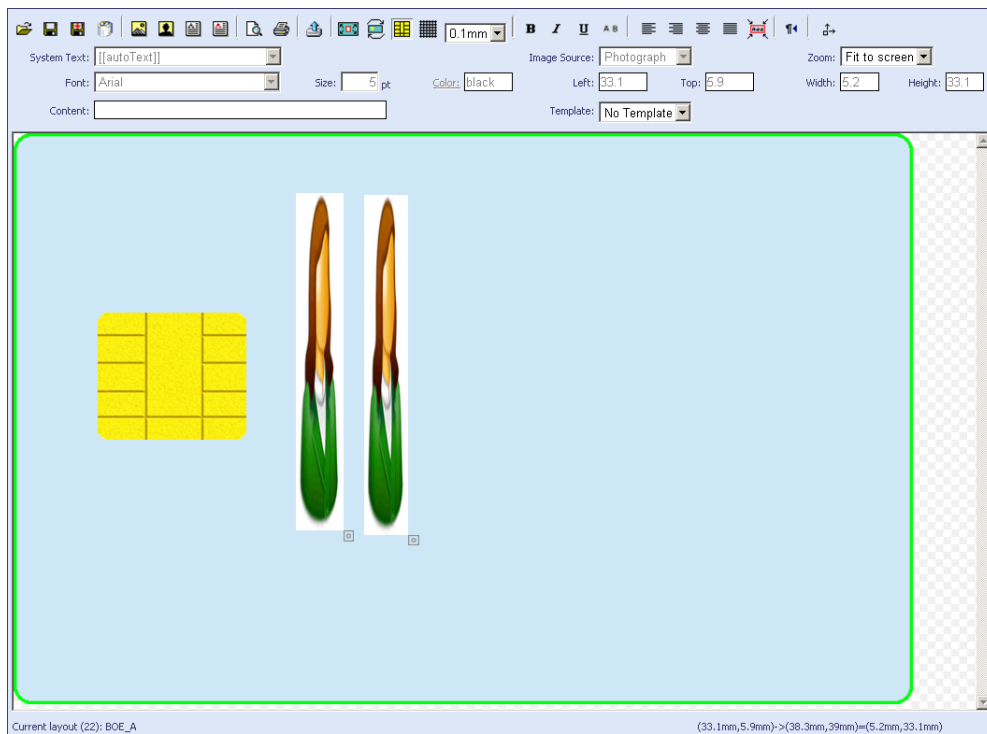 0.1mm B I U A B
System Text: [[autoText]] Image Source: Photograph Zoom: Fit to screen
Font: Arial Size: 5 pt Color: black Left: 33.1 Top: 5.9 Width: 5.2 Height: 33.1
Content: Template: No Template
Current layout (22): BOE_A (33.1mm,5.9mm)->(38.3mm,39mm)=(5.2mm,33.1mm)